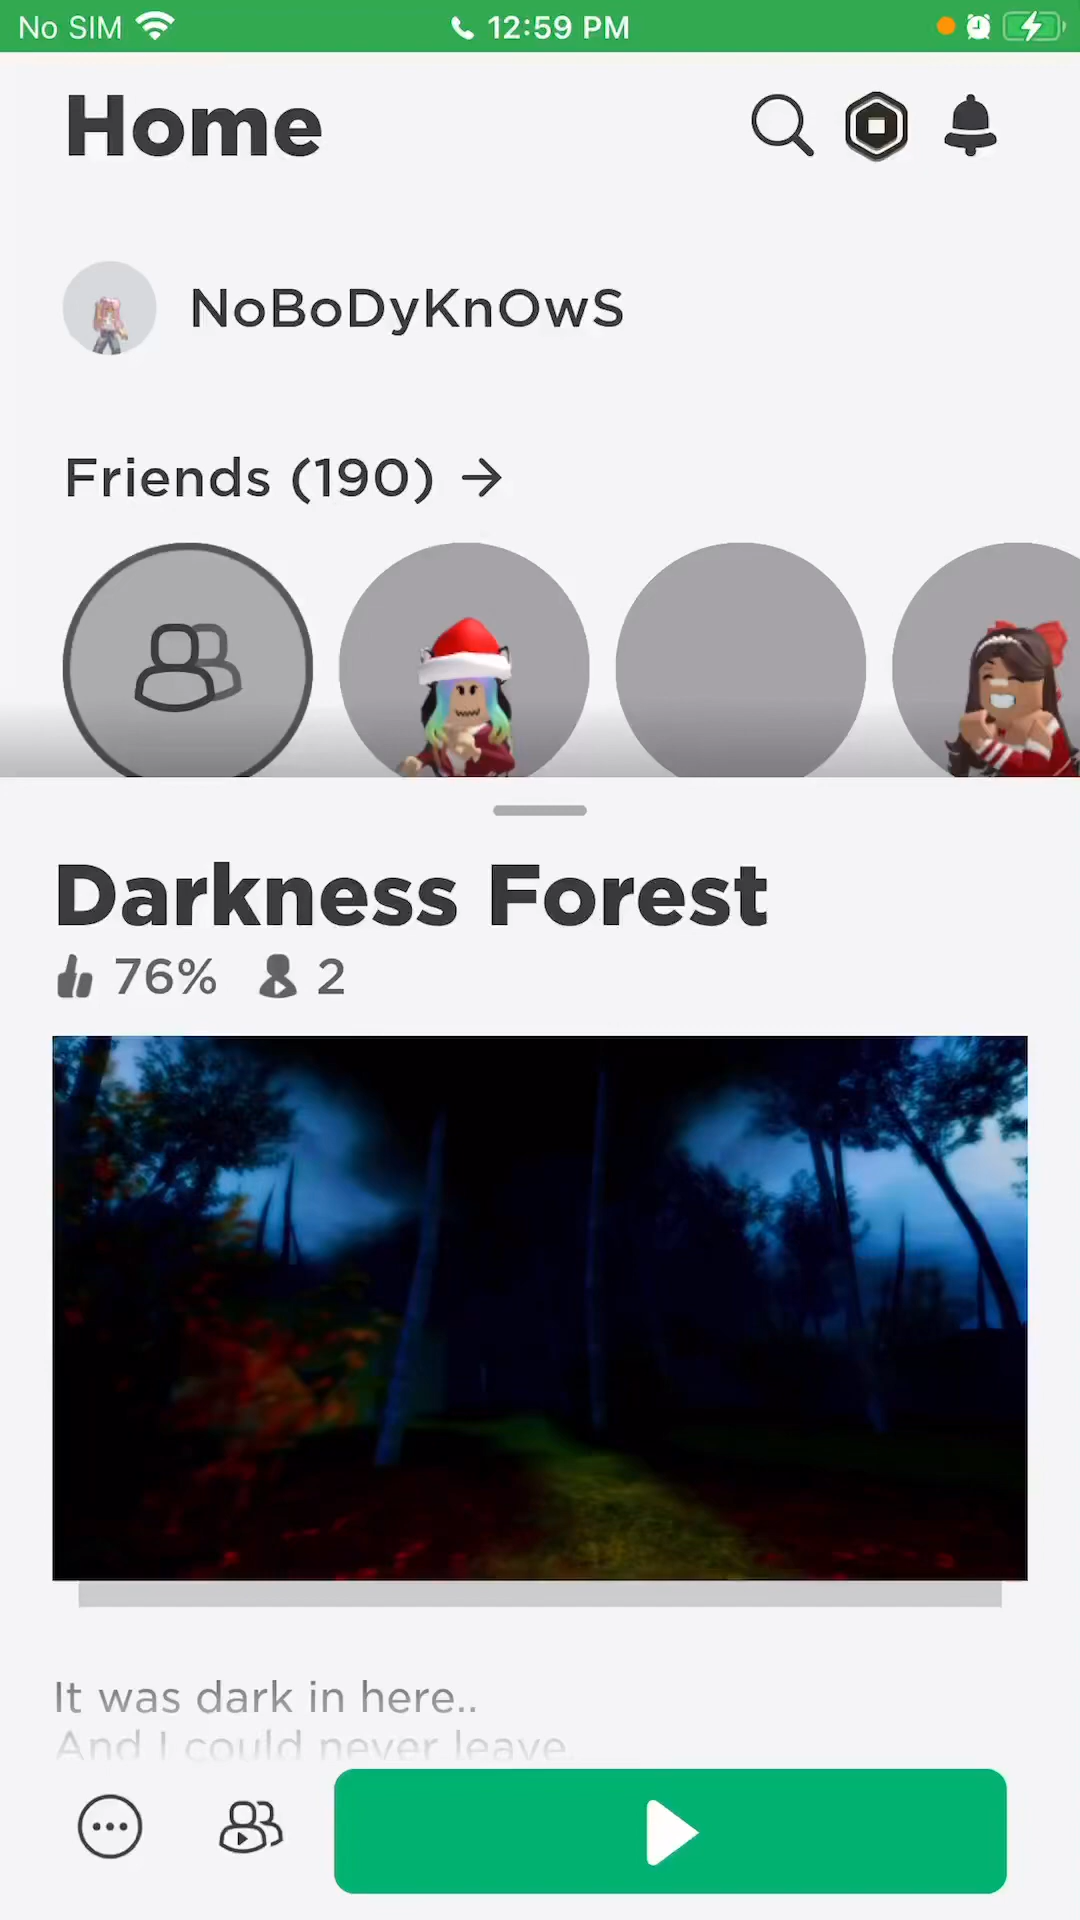 No SIM 12:59 PM
Home
NoBoDyKnOwS
Friends (190) →
Darkness Forest
76% 2
It was dark in here..
And I could never leave.